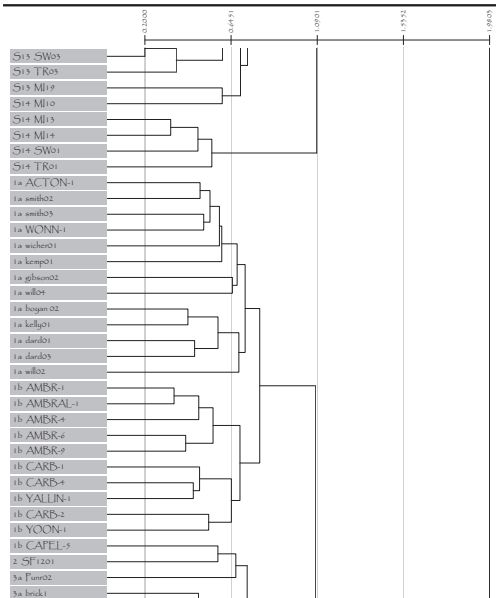 0.2000 0.6451 1.0901 1.5352 1.9803
S13 SW03
S13 TR03
S13 MI19
S14 MI10
S14 MI13
S14 MI14
S14 SW01
S14 TR01
1a ACTON-1
1a smith02
1a smith03
1a WONN-1
1a wicher01
1a kemp01
1a gibson02
1a will04
1a boyan 02
1a kelly01
1a dard01
1a dard03
1a will02
1b AMBR-1
1b AMBRAL-1
1b AMBR-4
1b AMBR-6
1b AMBR-9
1b CARB-1
1b CARB-4
1b YALLIN-1
1b CARB-2
1b YOON-1
1b CAPEL-5
2 SF1201
3a Punr02
3a brick1